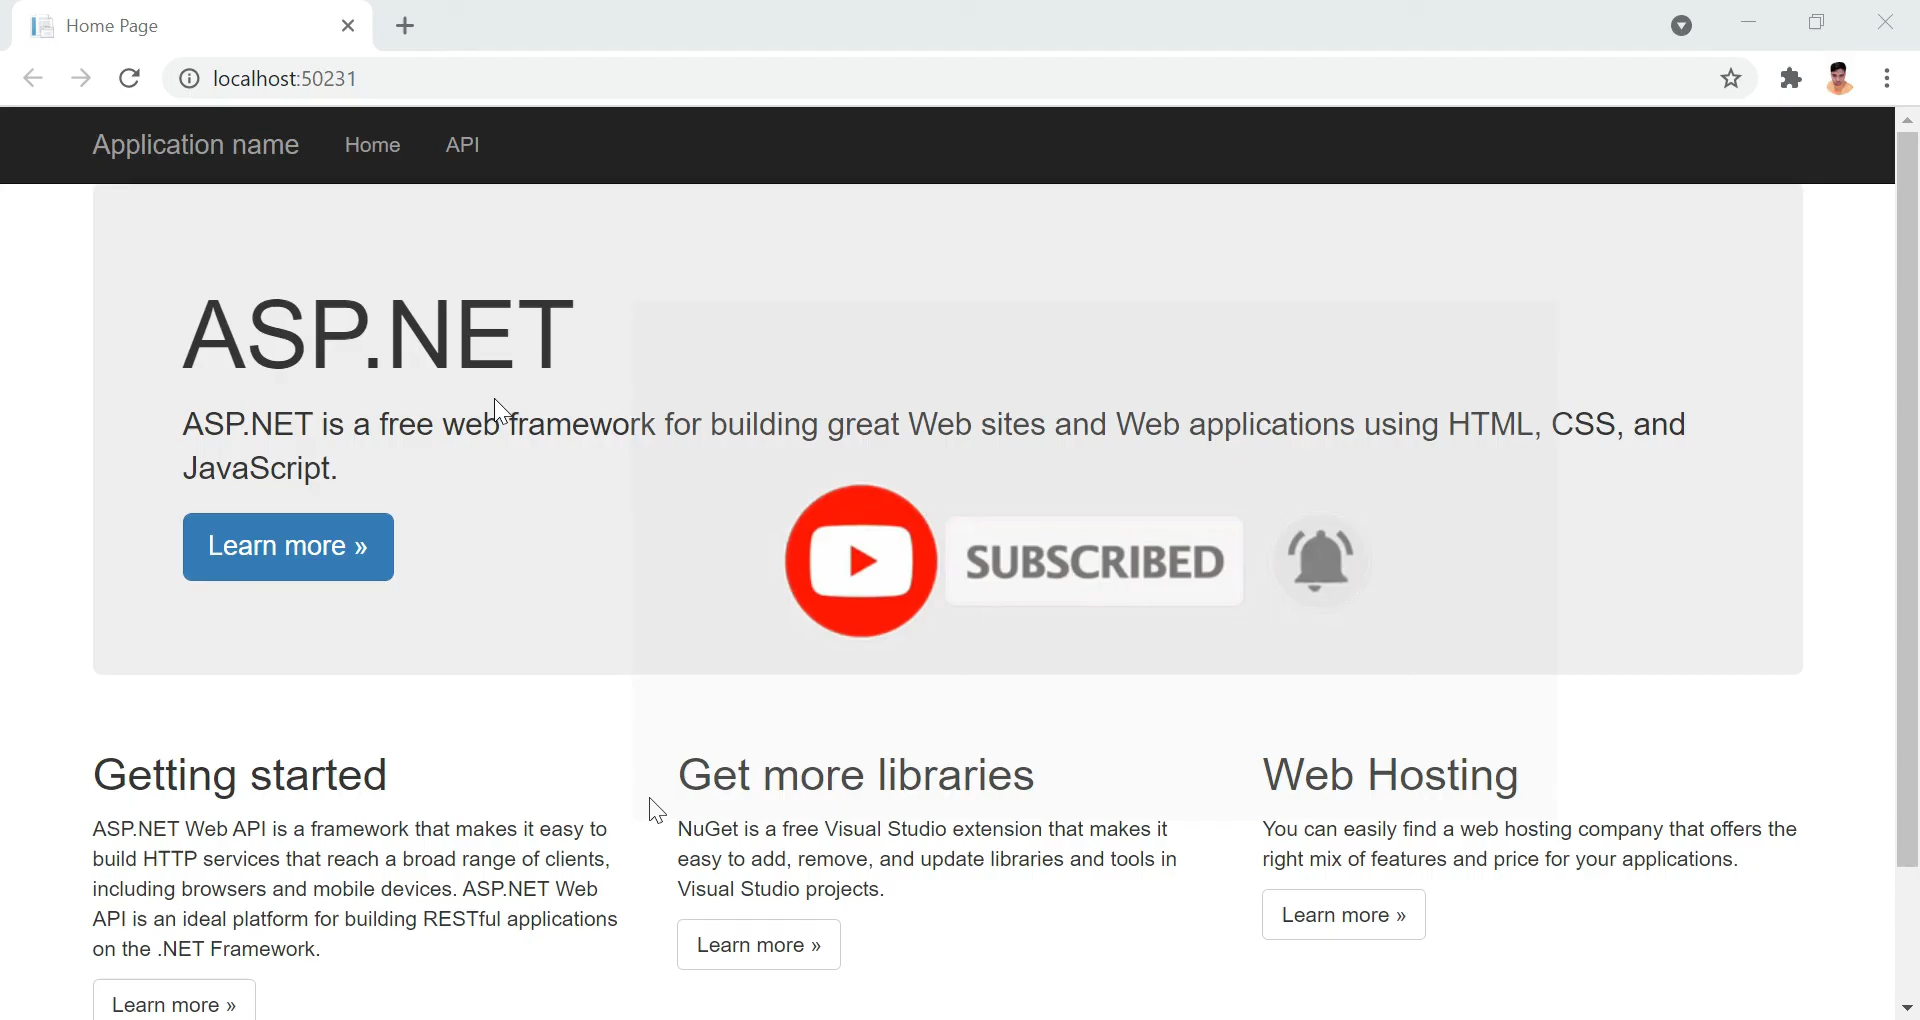 Home Page
localhost:50231
Application name Home API
ASP.NET
ASP.NET is a free web framework for building great Web sites and Web applications using HTML, CSS, and
JavaScript.
Learn more »
SUBSCRIBED
Getting started
ASP.NET Web API is a framework that makes it easy to
build HTTP services that reach a broad range of clients,
including browsers and mobile devices. ASP.NET Web
API is an ideal platform for building RESTful applications
on the .NET Framework.
Learn more »
Get more libraries
NuGet is a free Visual Studio extension that makes it
easy to add, remove, and update libraries and tools in
Visual Studio projects.
Learn more »
Web Hosting
You can easily find a web hosting company that offers the
right mix of features and price for your applications.
Learn more »